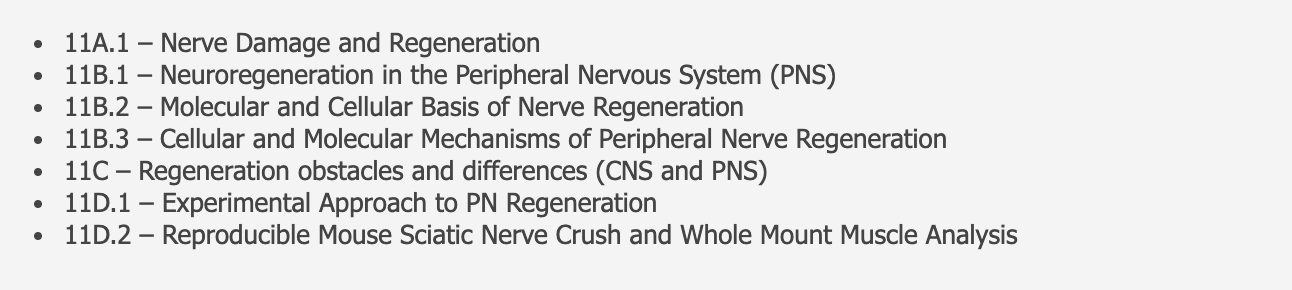 • 11A.1 – Nerve Damage and Regeneration
• 11B.1 – Neuroregeneration in the Peripheral Nervous System (PNS)
• 11B.2 – Molecular and Cellular Basis of Nerve Regeneration
• 11B.3 – Cellular and Molecular Mechanisms of Peripheral Nerve Regeneration
• 11C – Regeneration obstacles and differences (CNS and PNS)
• 11D.1 – Experimental Approach to PN Regeneration
• 11D.2 – Reproducible Mouse Sciatic Nerve Crush and Whole Mount Muscle Analysis